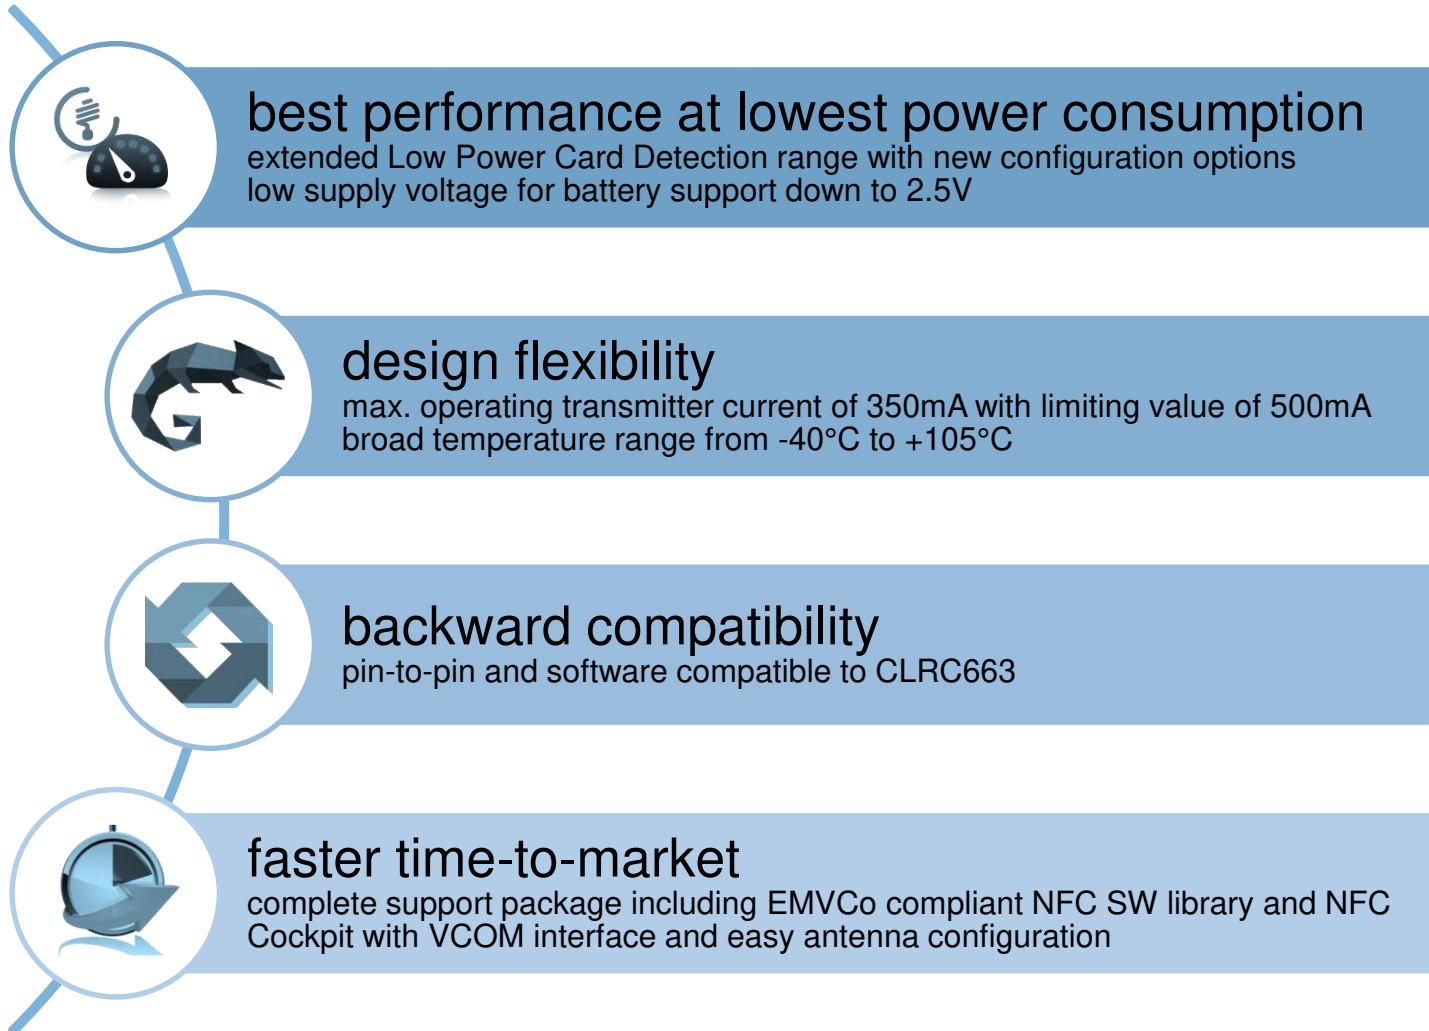 best performance at lowest power consumption
extended Low Power Card Detection range with new configuration options
low supply voltage for battery support down to 2.5V
design flexibility
max. operating transmitter current of 350mA with limiting value of 500mA
broad temperature range from -40°C to +105°C
backward compatibility
pin-to-pin and software compatible to CLRC663
faster time-to-market
complete support package including EMVCo compliant NFC SW library and NFC
Cockpit with VCOM interface and easy antenna configuration